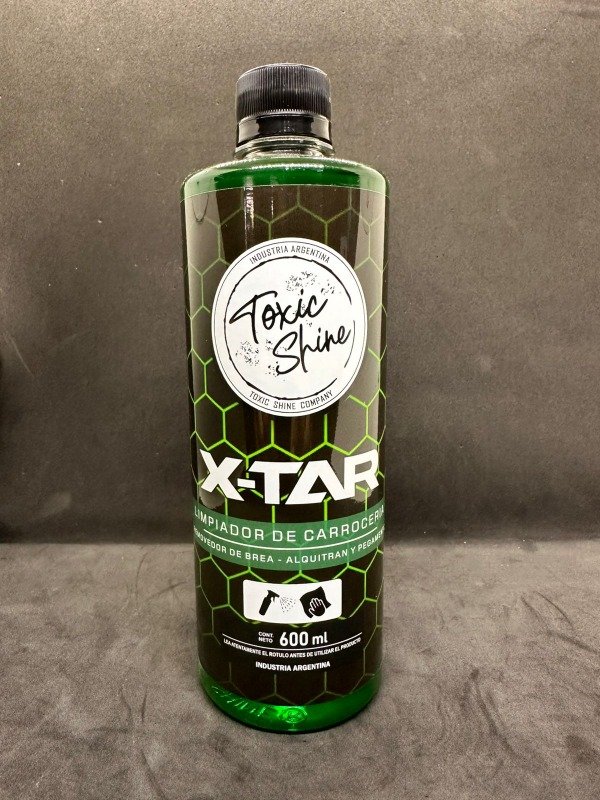 INDUSTRIA ARGENTINA
Toxic
Shine
TOXIC SHINE COMPANY
X-TAR
LIMPIADOR DE CARROCERIA
REMOVEDOR DE BREA - ALQUITRAN Y
CONT.
NETO 600 ml
LEA ATENTAMENTE EL ROTULO ANTES DE UTILIZAR EL PRODUCTO
INDUSTRIA ARGENTINA